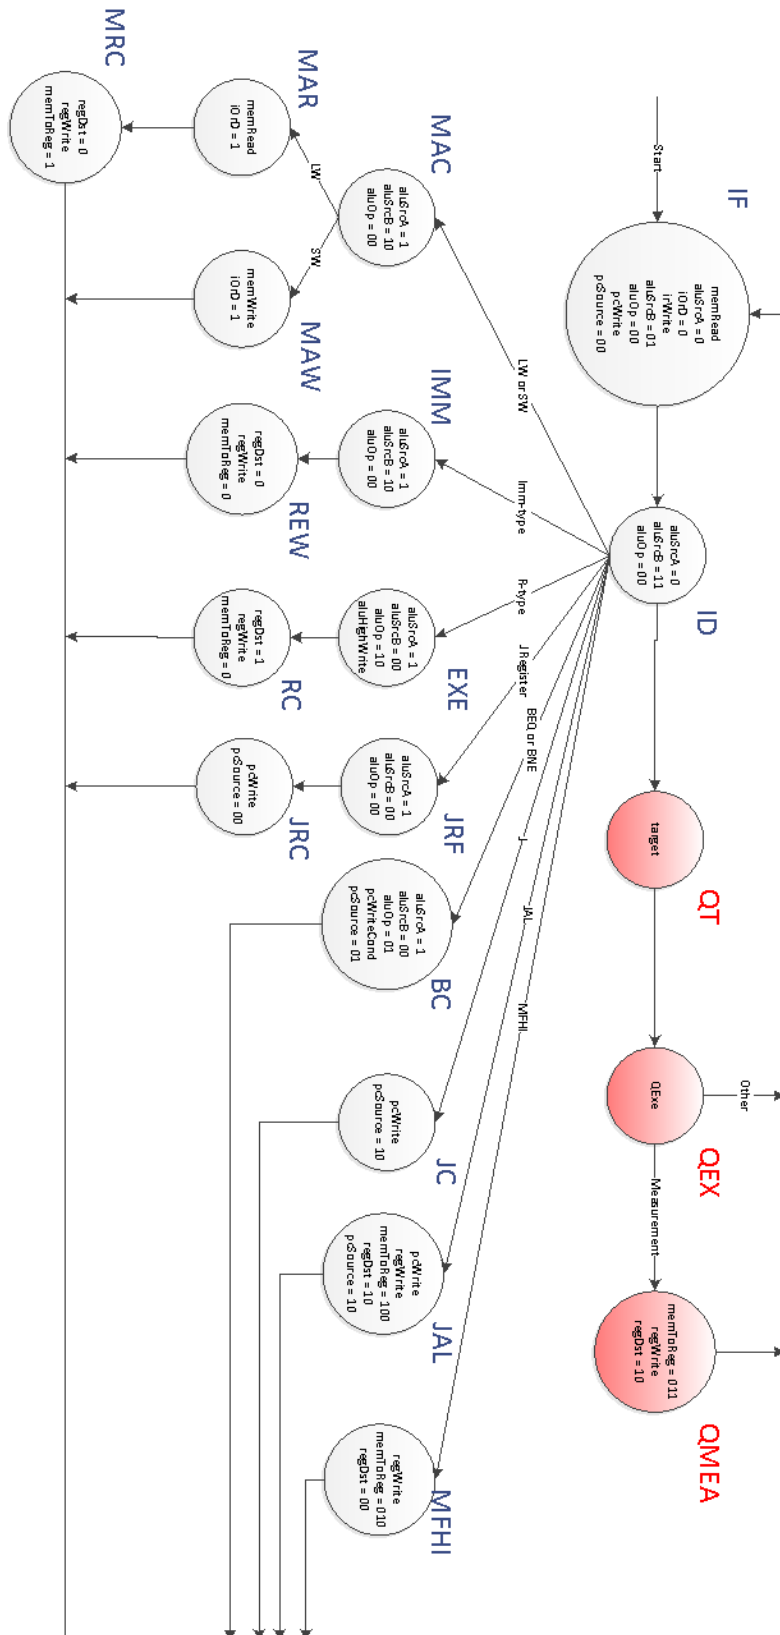 Start
IF
memRead
aluSrcA = 0
iOrD = 0
irWrite
aluSrcB = 01
aluOp = 00
pcWrite
pcSource = 00
ID
aluSrcA = 0
aluSrcB = 11
aluOp = 00
QT
target
QEX
QExe
Other
Measurement
QMEA
memToReg = 011
regWrite
regDst = 10
LW or SW
Imm-type
R-type
J Register
BEQ or BNE
J
JAL
MFHI
MAC
aluSrcA = 1
aluSrcB = 10
aluOp = 00
IMM
aluSrcA = 1
aluSrcB = 10
aluOp = 00
EXE
aluSrcA = 1
aluSrcB = 00
aluOp = 10
aluHighWrite
JRF
aluSrcA = 1
aluSrcB = 00
aluOp = 00
BC
aluSrcA = 1
aluSrcB = 00
aluOp = 01
pcWriteCond
pcSource = 01
JC
pcWrite
pcSource = 10
JAL
pcWrite
regWrite
memToReg = 100
regDst = 10
pcSource = 10
MFHI
regWrite
memToReg = 010
regDst = 00
LW
SW
MAR
memRead
iOrD = 1
MAW
memWrite
iOrD = 1
REW
regDst = 0
regWrite
memToReg = 0
RC
regDst = 1
regWrite
memToReg = 0
JRC
pcWrite
pcSource = 00
MRC
regDst = 0
regWrite
memToReg = 1